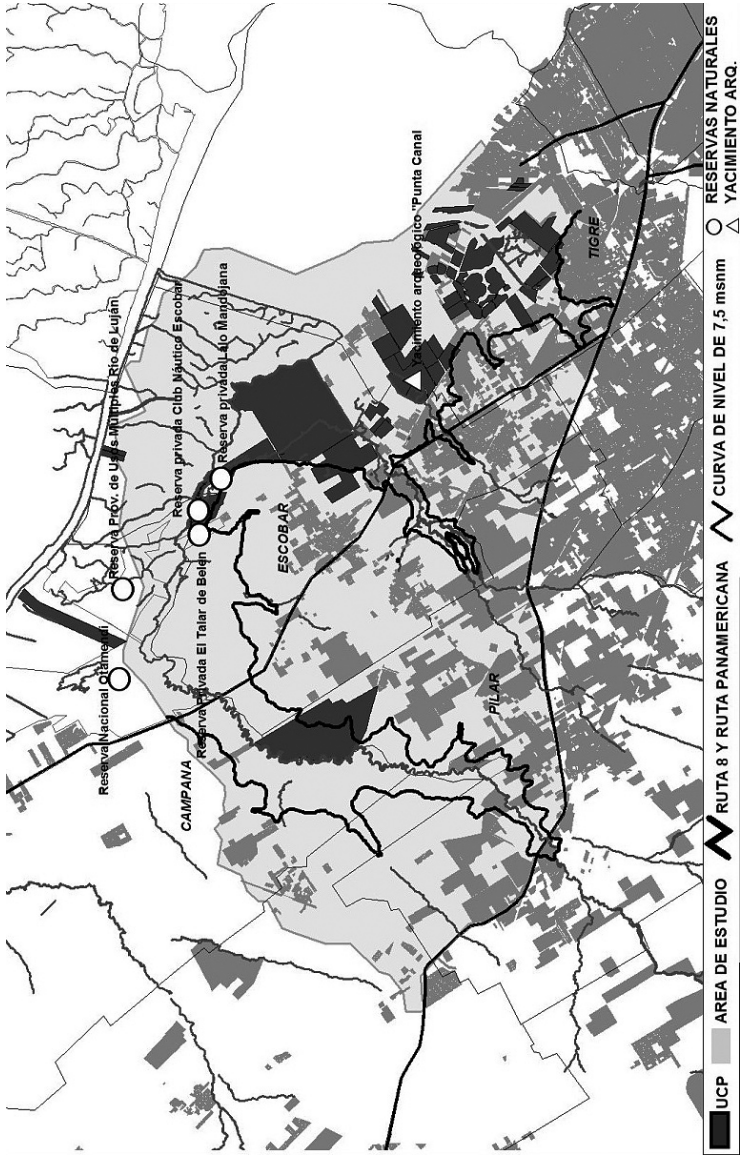 Reserva Nacional Otamendi
Reserva Prov. de Usos Múltiples Río de Luján
Reserva privada Club Náutico Escobar
Reserva privada Lalo Mandojana
Reserva Privada El Talar de Belén
CAMPANA
ESCOBAR
Yacimiento arqueológico "Punta Canal
PILAR
TIGRE
UCP
AREA DE ESTUDIO
RUTA 8 Y RUTA PANAMERICANA
CURVA DE NIVEL DE 7,5 msnm
RESERVAS NATURALES
YACIMIENTO ARQ.